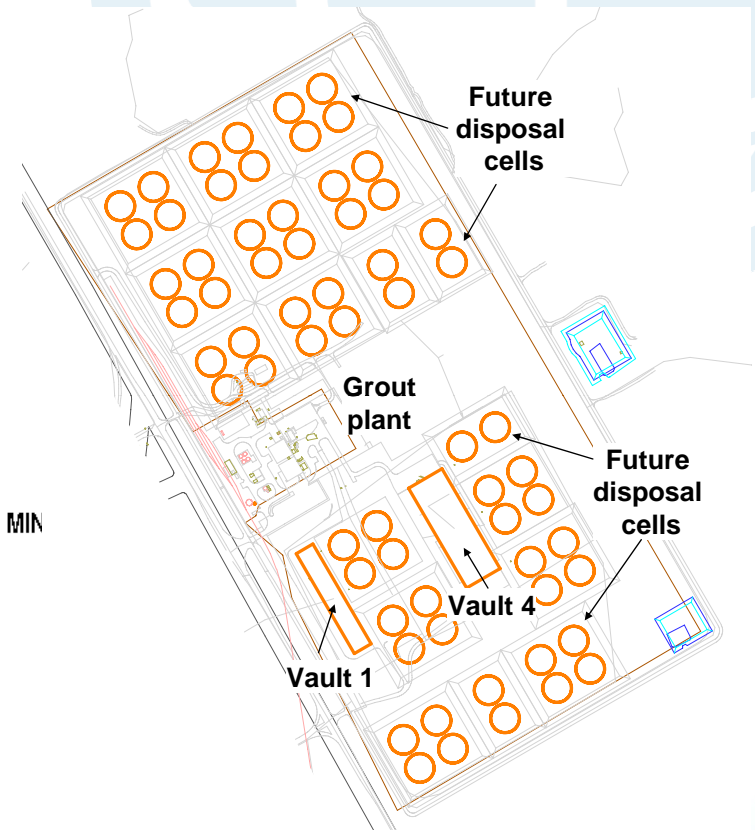 Future
disposal
cells
Grout
plant
Future
disposal
cells
MIN
Vault 4
Vault 1